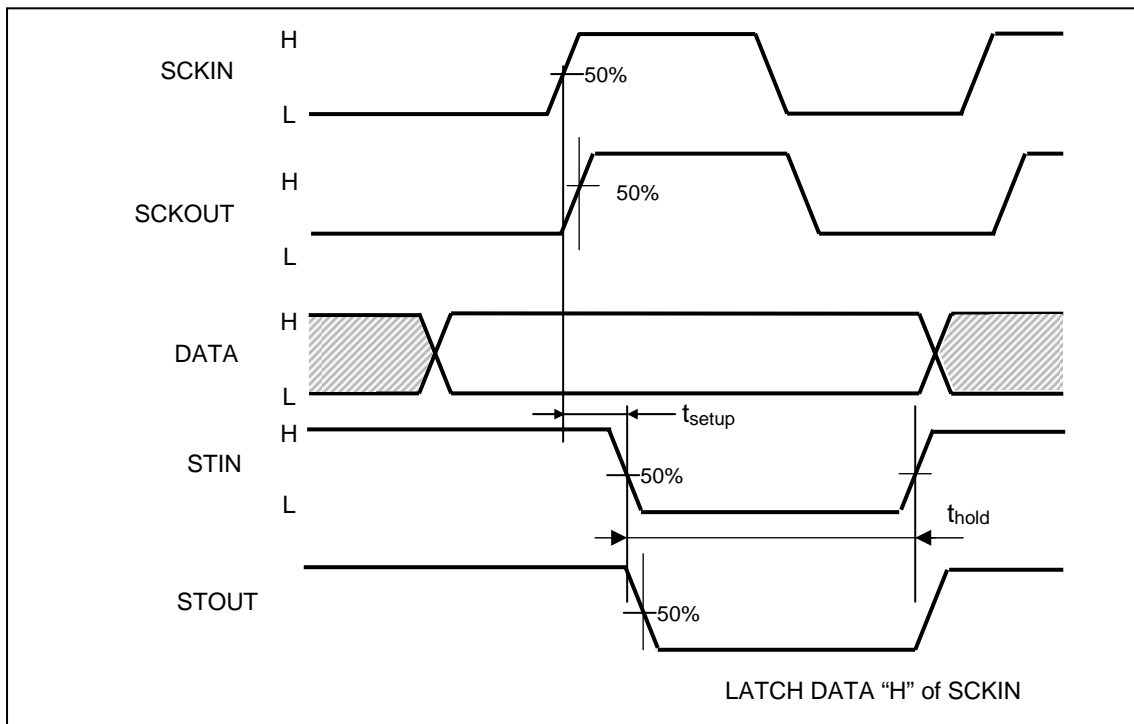 H
SCKIN
50%
L
H
50%
SCKOUT
L
H
DATA
L
tsetup
H
STIN
50%
L
thold
STOUT
50%
LATCH DATA “H” of SCKIN